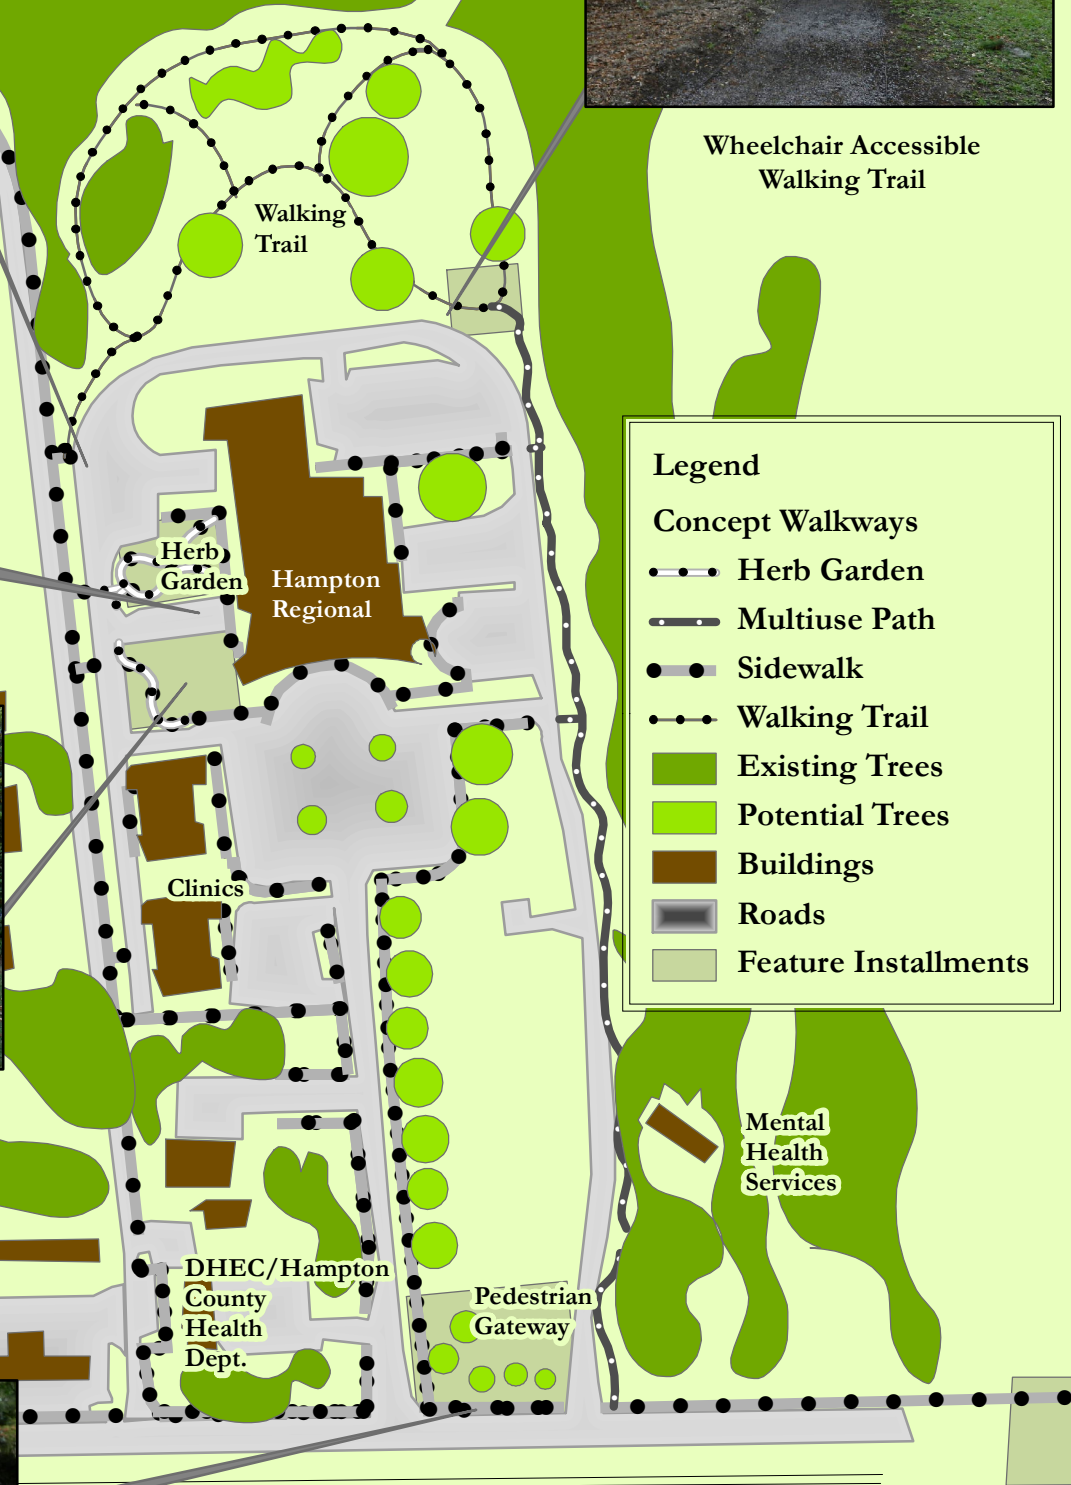 Wheelchair Accessible
Walking Trail
Walking
Trail
Herb
Garden
Hampton
Regional
Clinics
DHEC/Hampton
County
Health
Dept.
Pedestrian
Gateway
Mental
Health
Services
Legend
Concept Walkways
Herb Garden
Multiuse Path
Sidewalk
Walking Trail
Existing Trees
Potential Trees
Buildings
Roads
Feature Installments